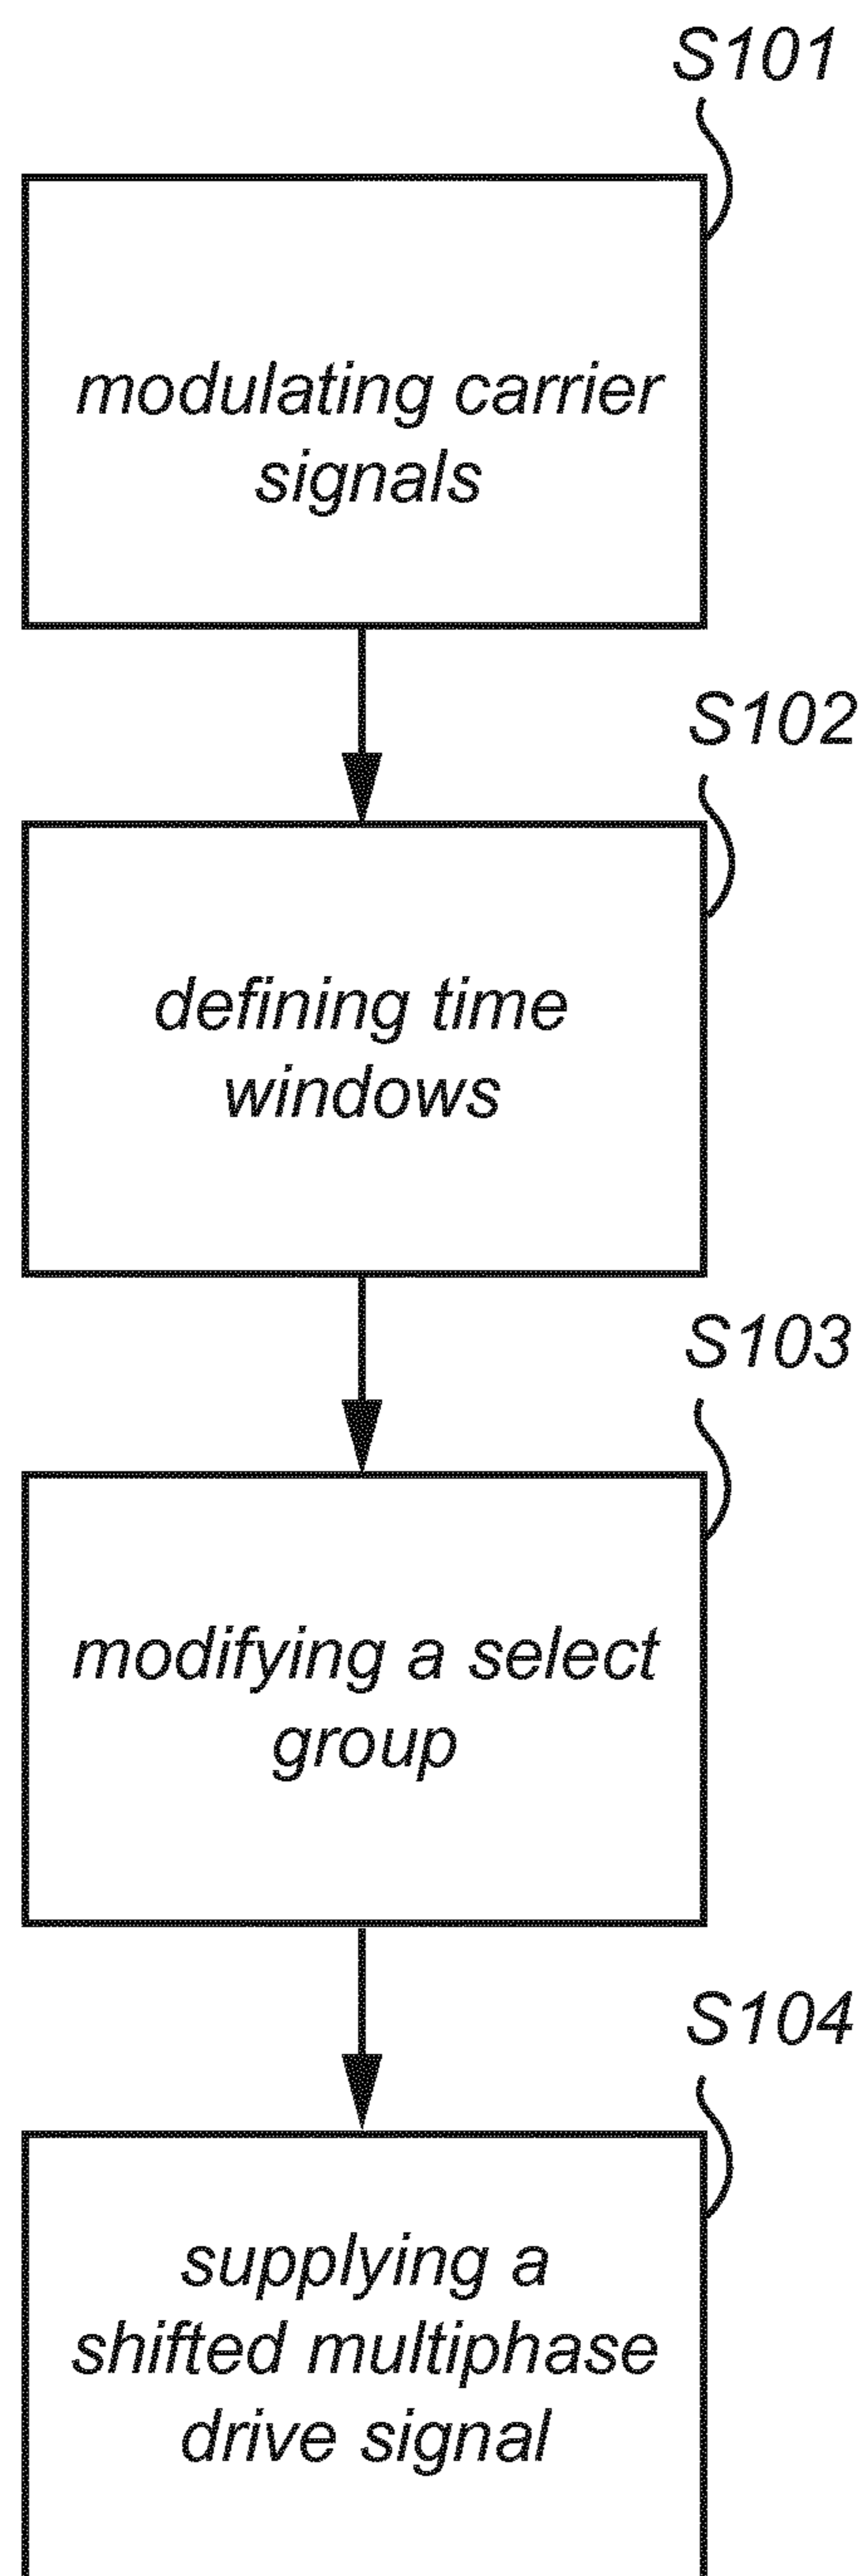 S101
modulating carrier
signals
S102
defining time
windows
S103
modifying a select
group
S104
supplying a
shifted multiphase
drive signal